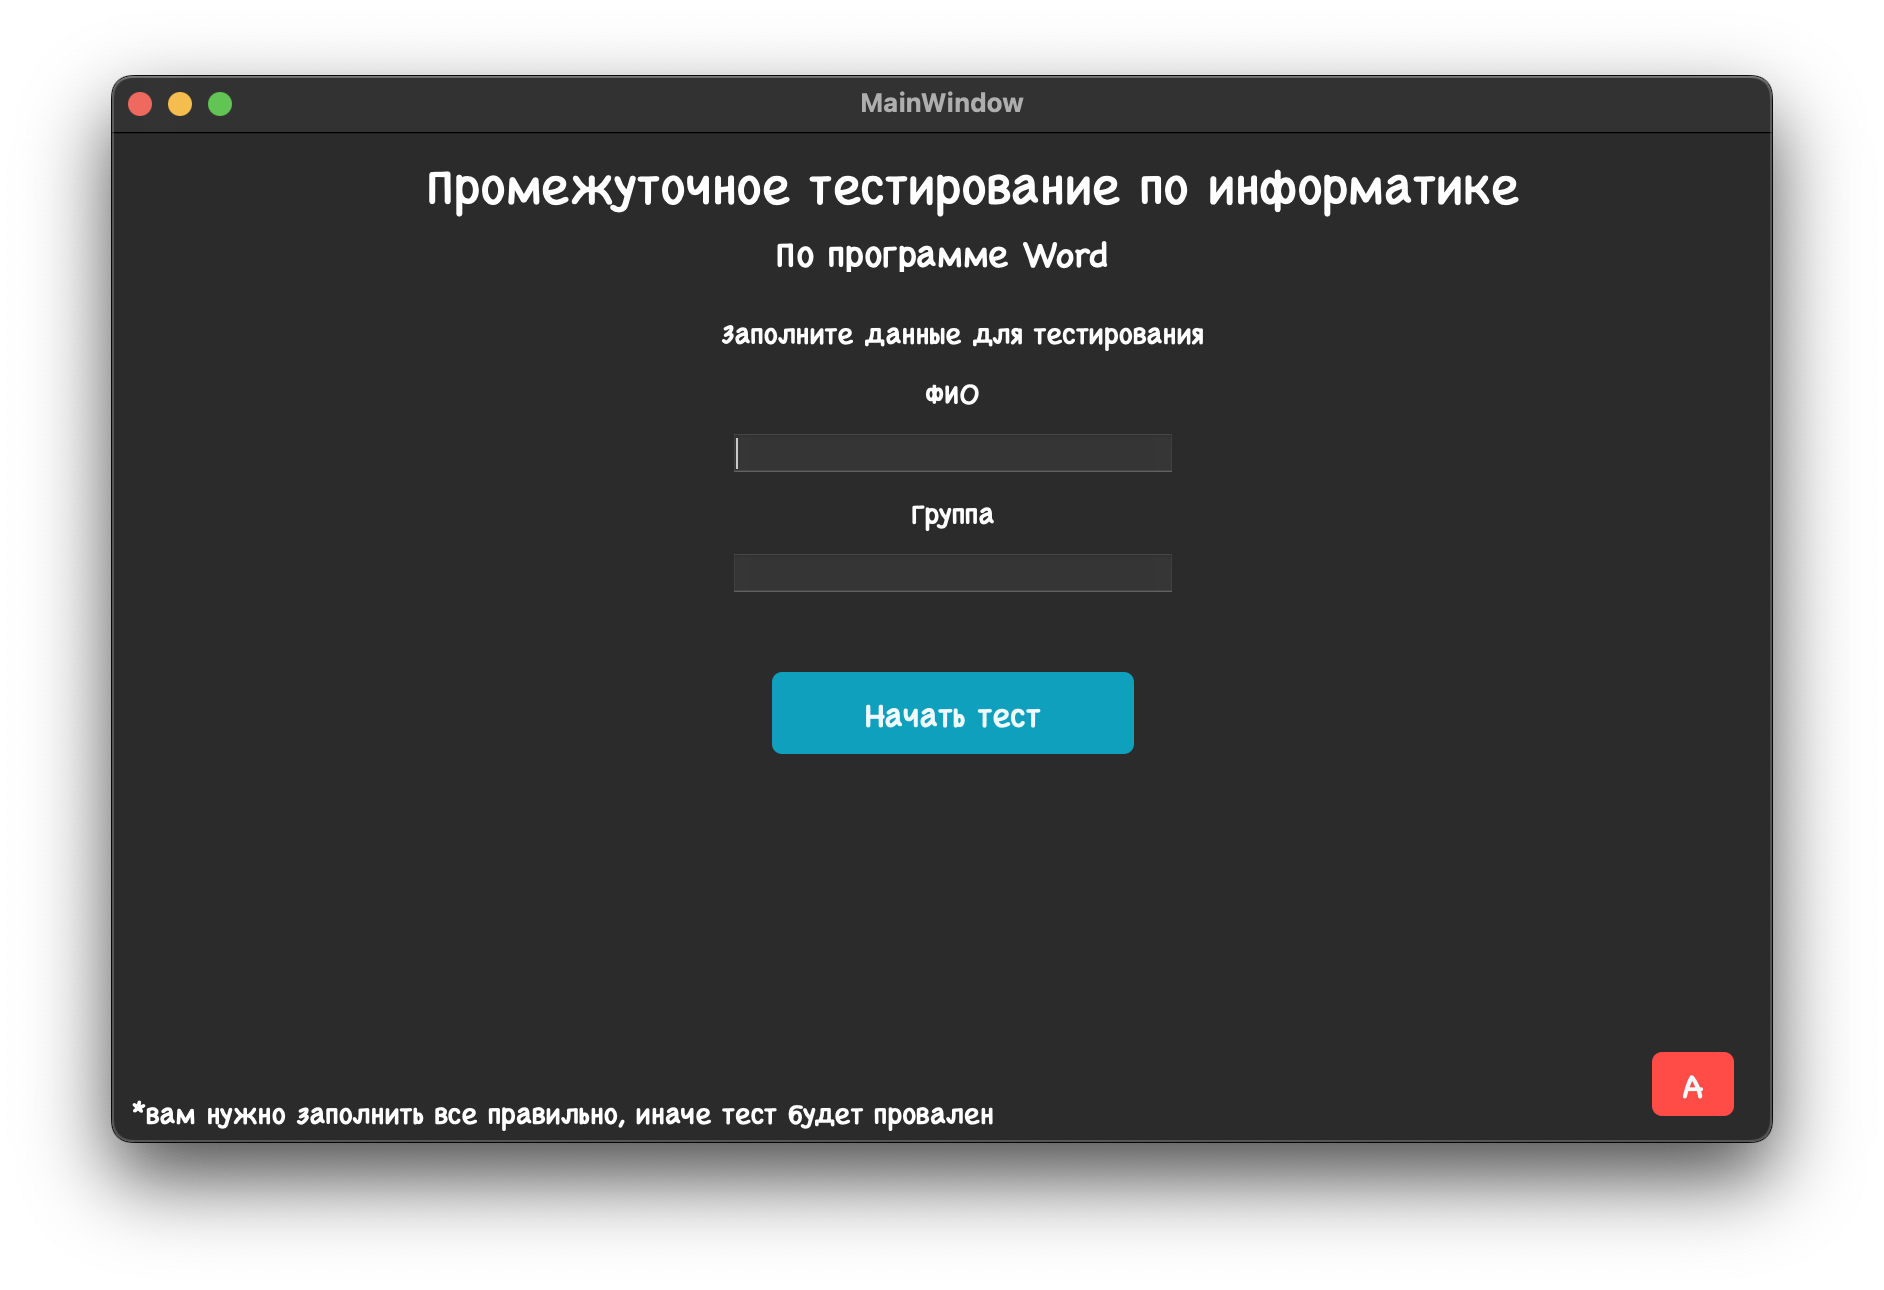 MainWindow
Промежуточное тестирование по информатике
По программе Word
Заполните данные для тестирования
ФИО
Группа
Начать тест
А
*вам нужно заполнить все правильно, иначе тест будет провален